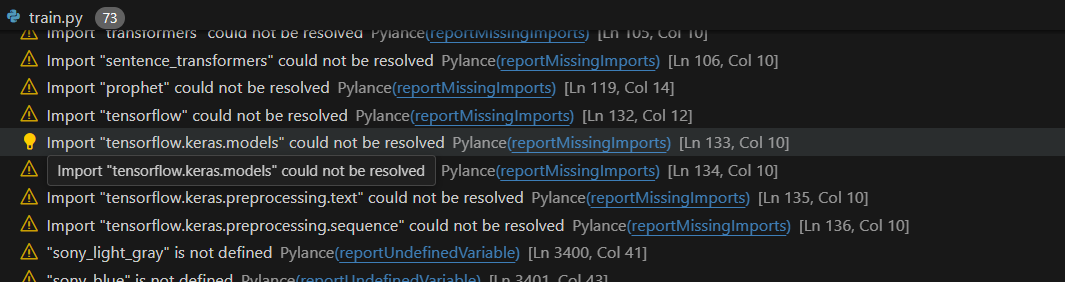 train.py 73
Import "transformers" could not be resolved Pylance(reportMissingImports) [Ln 105, Col 10]
Import "sentence_transformers" could not be resolved Pylance(reportMissingImports) [Ln 106, Col 10]
Import "prophet" could not be resolved Pylance(reportMissingImports) [Ln 119, Col 14]
Import "tensorflow" could not be resolved Pylance(reportMissingImports) [Ln 132, Col 12]
Import "tensorflow.keras.models" could not be resolved Pylance(reportMissingImports) [Ln 133, Col 10]
Import "tensorflow.keras.models" could not be resolved Pylance(reportMissingImports) [Ln 134, Col 10]
Import "tensorflow.keras.preprocessing.text" could not be resolved Pylance(reportMissingImports) [Ln 135, Col 10]
Import "tensorflow.keras.preprocessing.sequence" could not be resolved Pylance(reportMissingImports) [Ln 136, Col 10]
"sony_light_gray" is not defined Pylance(reportUndefinedVariable) [Ln 3400, Col 41]
"sony_blue" is not defined Pylance(reportUndefinedVariable) [Ln 3401, Col 43]